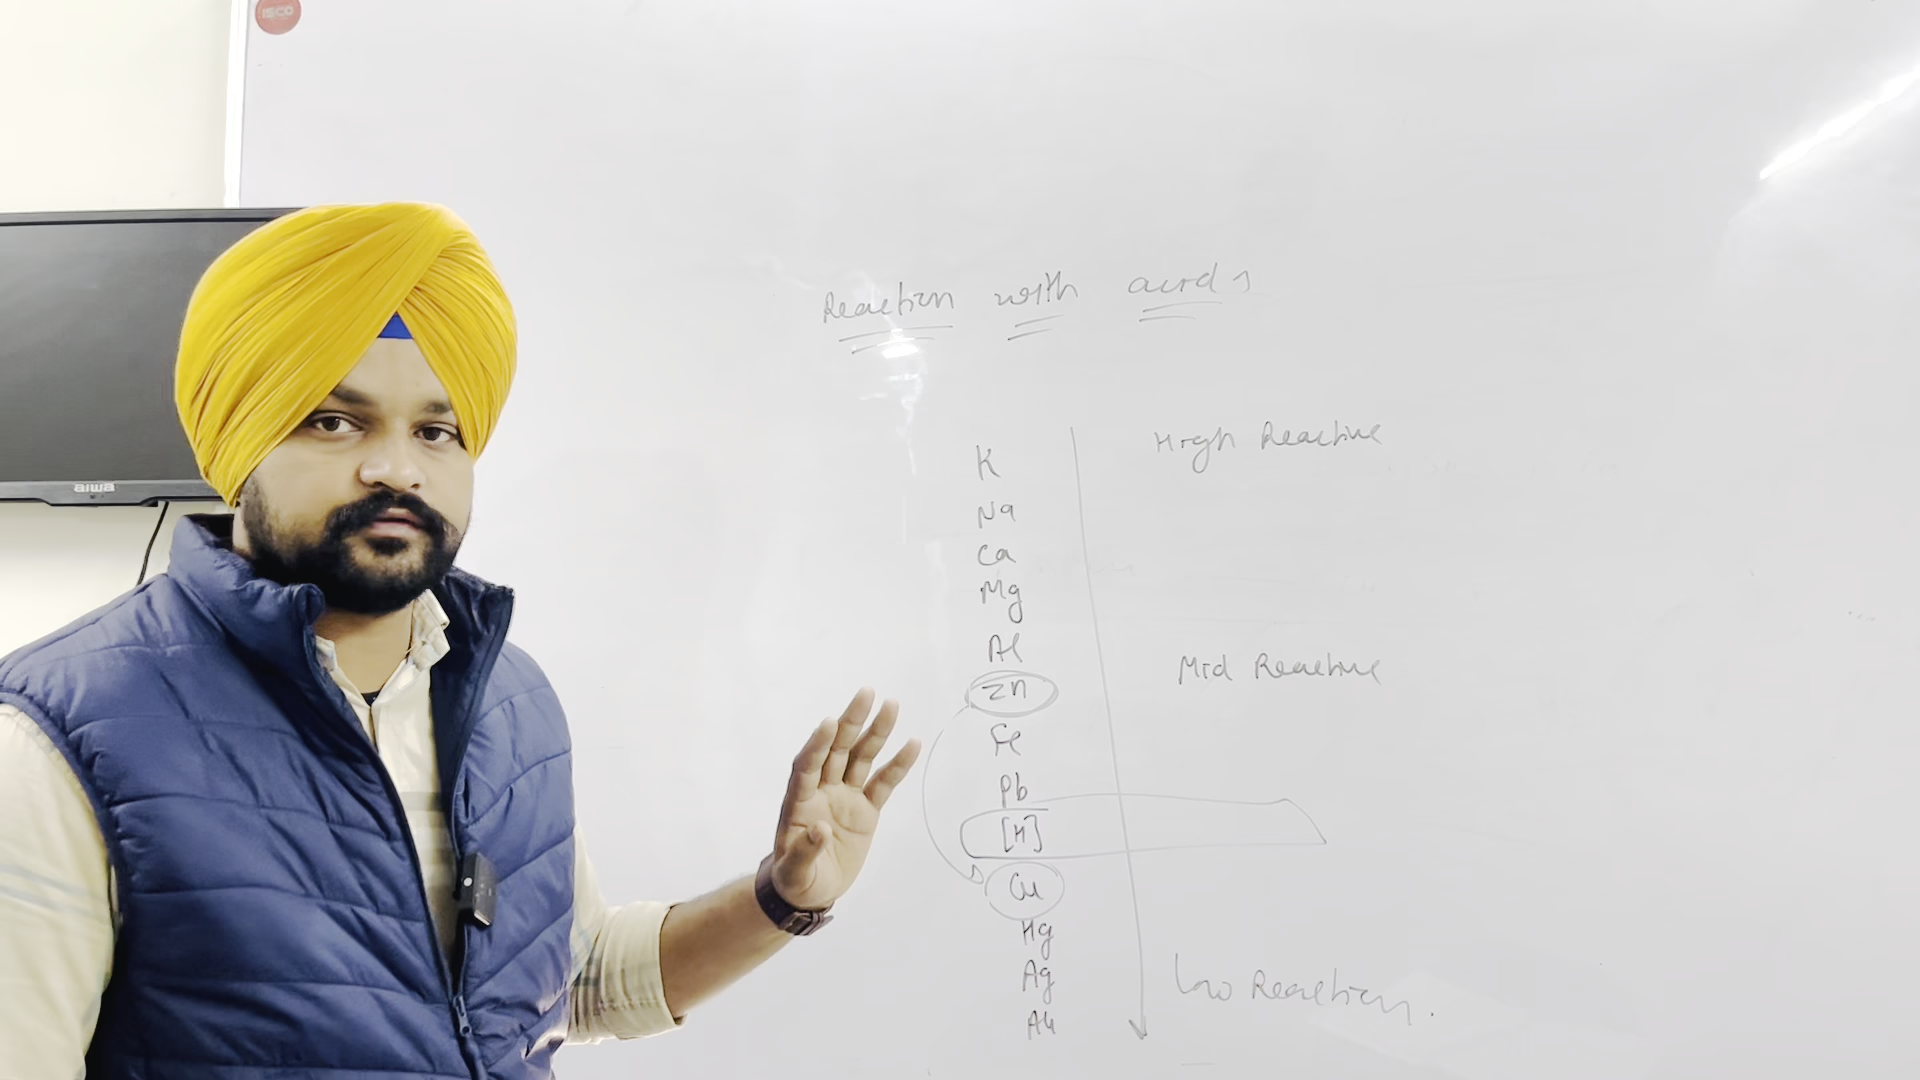 ISCO
aiwa
Reaction with acids
High Reactive
K
Na
Ca
Mg
Al
Mid Reactive
Zn
Fe
Pb
[H]
Cu
Hg
Ag
Low Reaction.
Au